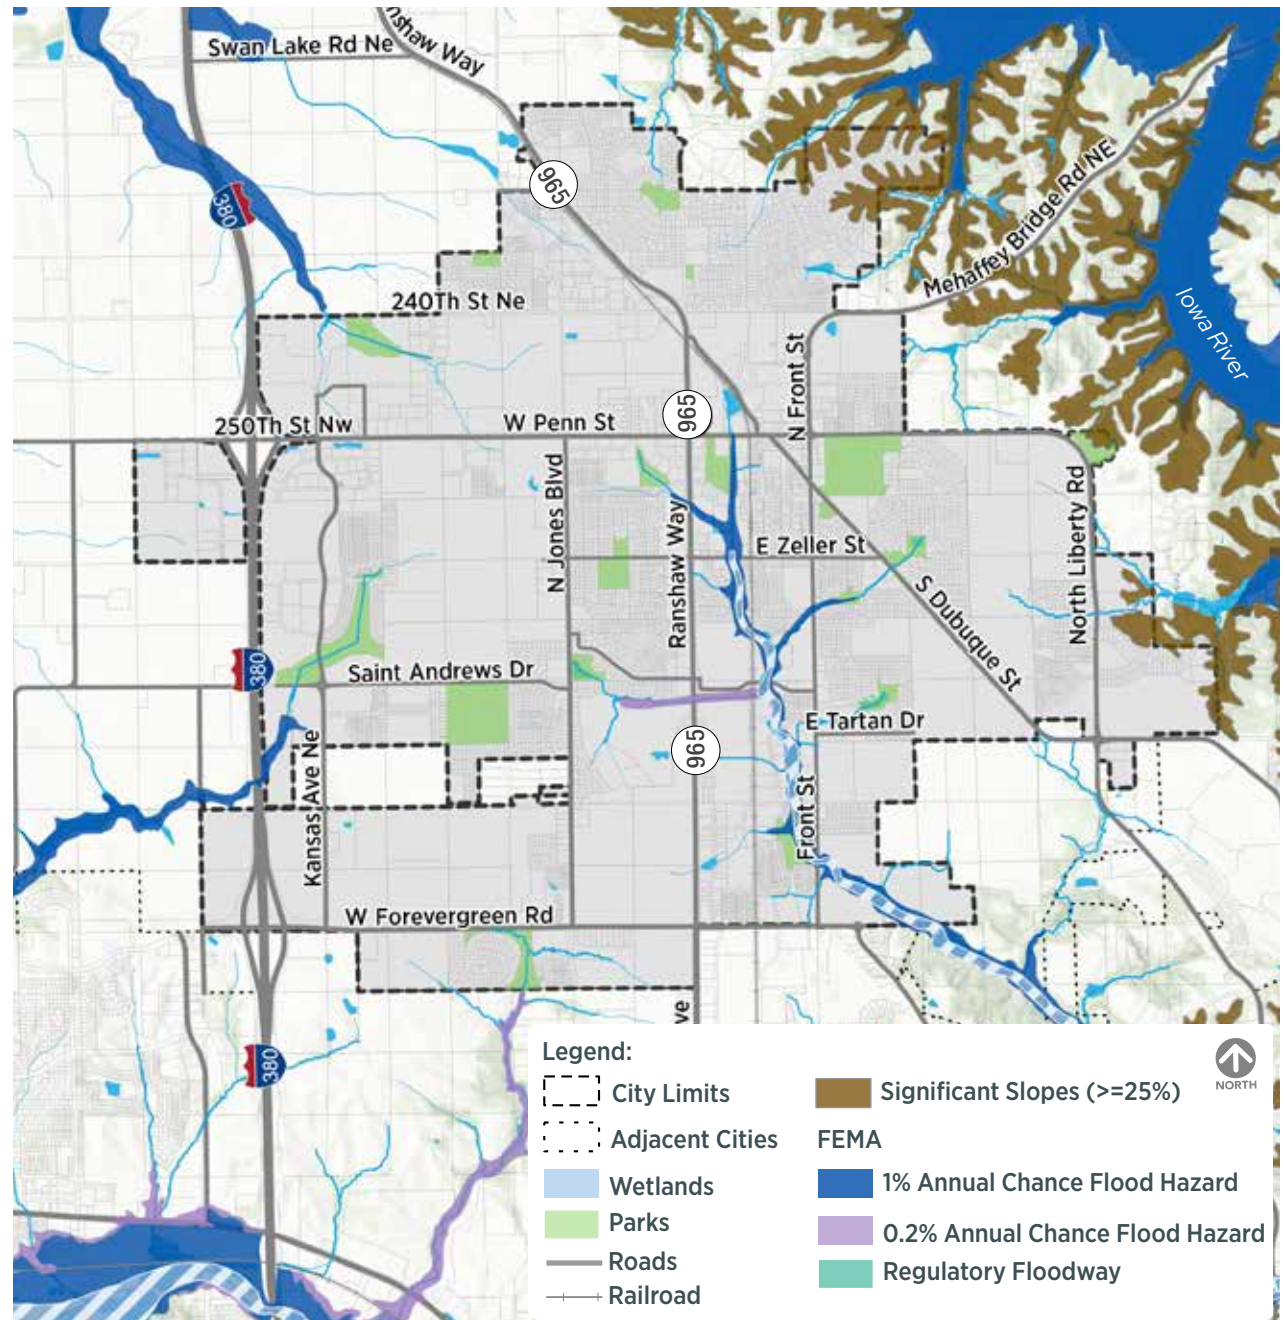 Swan Lake Rd Ne
nshaw Way
965
380
Mehaffey Bridge Rd NE
240Th St Ne
Iowa River
N Front St
965
250Th St Nw
W Penn St
N Jones Blvd
Ranshaw Way
E Zeller St
North Liberty Rd
S Dubuque St
380
Saint Andrews Dr
E Tartan Dr
965
Kansas Ave Ne
Front St
W Forevergreen Rd
ve
380
Legend:
NORTH
City Limits
Significant Slopes (>=25%)
Adjacent Cities
FEMA
Wetlands
1% Annual Chance Flood Hazard
Parks
0.2% Annual Chance Flood Hazard
Roads
Regulatory Floodway
Railroad